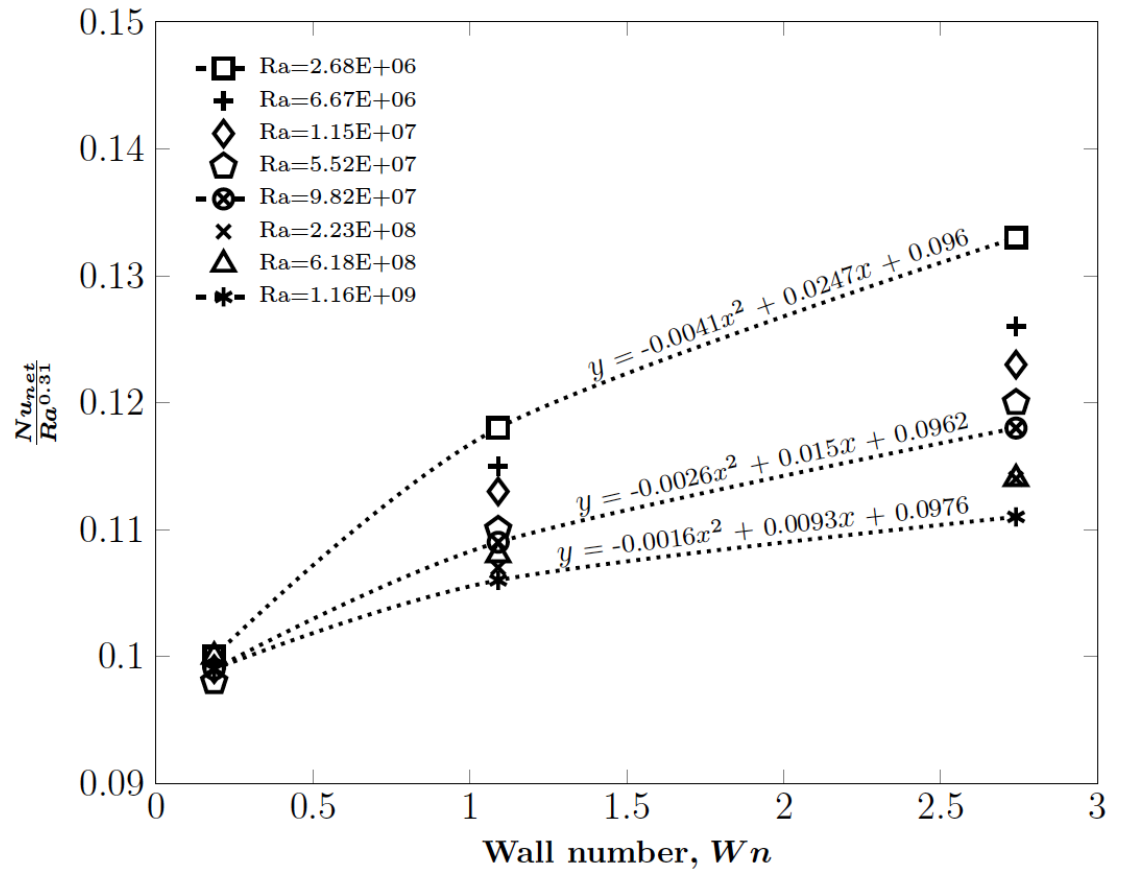 0.15
0.14
0.13
0.12
0.11
0.1
0.09
Nu_net
Ra^0.31
Ra=2.68E+06
Ra=6.67E+06
Ra=1.15E+07
Ra=5.52E+07
Ra=9.82E+07
Ra=2.23E+08
Ra=6.18E+08
Ra=1.16E+09
y = -0.0041x² + 0.0247x + 0.096
y = -0.0026x² + 0.015x + 0.0962
y = -0.0016x² + 0.0093x + 0.0976
0 0.5 1 1.5 2 2.5 3
Wall number, Wn